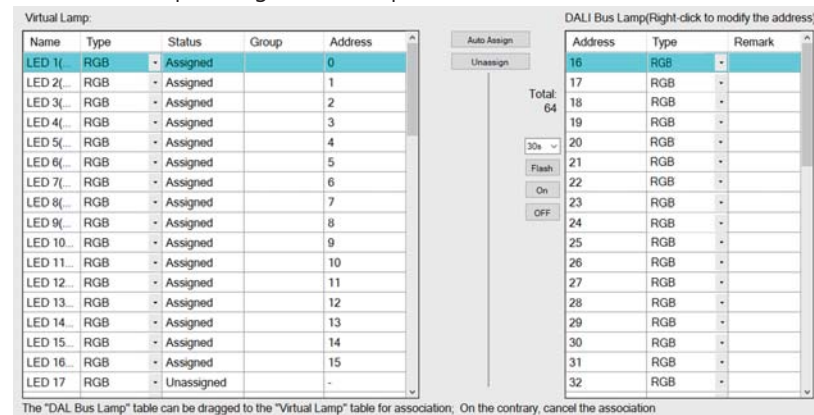 Virtual Lamp:
DALI Bus Lamp(Right-click to modify the address
Name Type Status Group Address
Auto Assign
Address Type Remark
LED 1(... RGB Assigned 0
Unassign
16 RGB
LED 2(... RGB Assigned 1
17 RGB
LED 3(... RGB Assigned 2
Total:
64
18 RGB
LED 4(... RGB Assigned 3
19 RGB
LED 5(... RGB Assigned 4
30s
20 RGB
LED 6(... RGB Assigned 5
Flash
21 RGB
LED 7(... RGB Assigned 6
On
22 RGB
LED 8(... RGB Assigned 7
OFF
23 RGB
LED 9(... RGB Assigned 8
24 RGB
LED 10... RGB Assigned 9
25 RGB
LED 11... RGB Assigned 10
26 RGB
LED 12... RGB Assigned 11
27 RGB
LED 13... RGB Assigned 12
28 RGB
LED 14... RGB Assigned 13
29 RGB
LED 15... RGB Assigned 14
30 RGB
LED 16... RGB Assigned 15
31 RGB
LED 17 RGB Unassigned -
32 RGB
The "DAL Bus Lamp" table can be dragged to the "Virtual Lamp" table for association; On the contrary, cancel the association